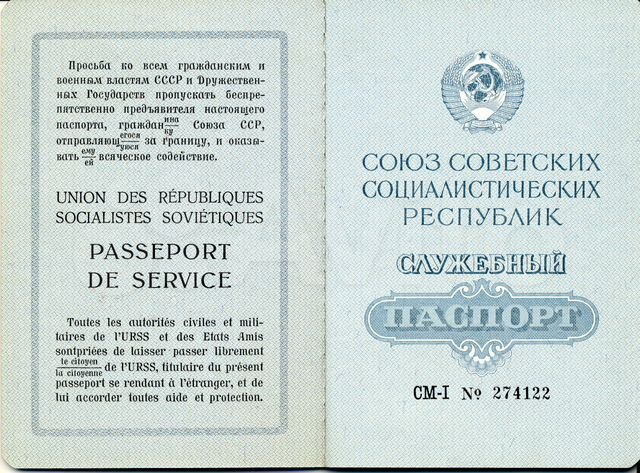 Просьба ко всем гражданским и
военным властям СССР и Дружествен-
ных Государств пропускать беспре-
пятственно предъявителя настоящего
паспорта, граждан ина/ку Союза ССР,
отправляющ егося/уюся за границу, и оказы-
вать ему/ей всяческое содействие.
UNION DES RÉPUBLIQUES
SOCIALISTES SOVIÉTIQUES
PASSEPORT
DE SERVICE
Toutes les autorités civiles et mili-
taires de l'URSS et des Etats Amis
sontpriées de laisser passer librement
le citoyen/la citoyenne de l'URSS, titulaire du présent
passeport se rendant à l'étranger, et de
lui accorder toutes aide et protection.
СОЮЗ СОВЕТСКИХ
СОЦИАЛИСТИЧЕСКИХ
РЕСПУБЛИК
СЛУЖЕБНЫЙ
ПАСПОРТ
СМ-I № 274122